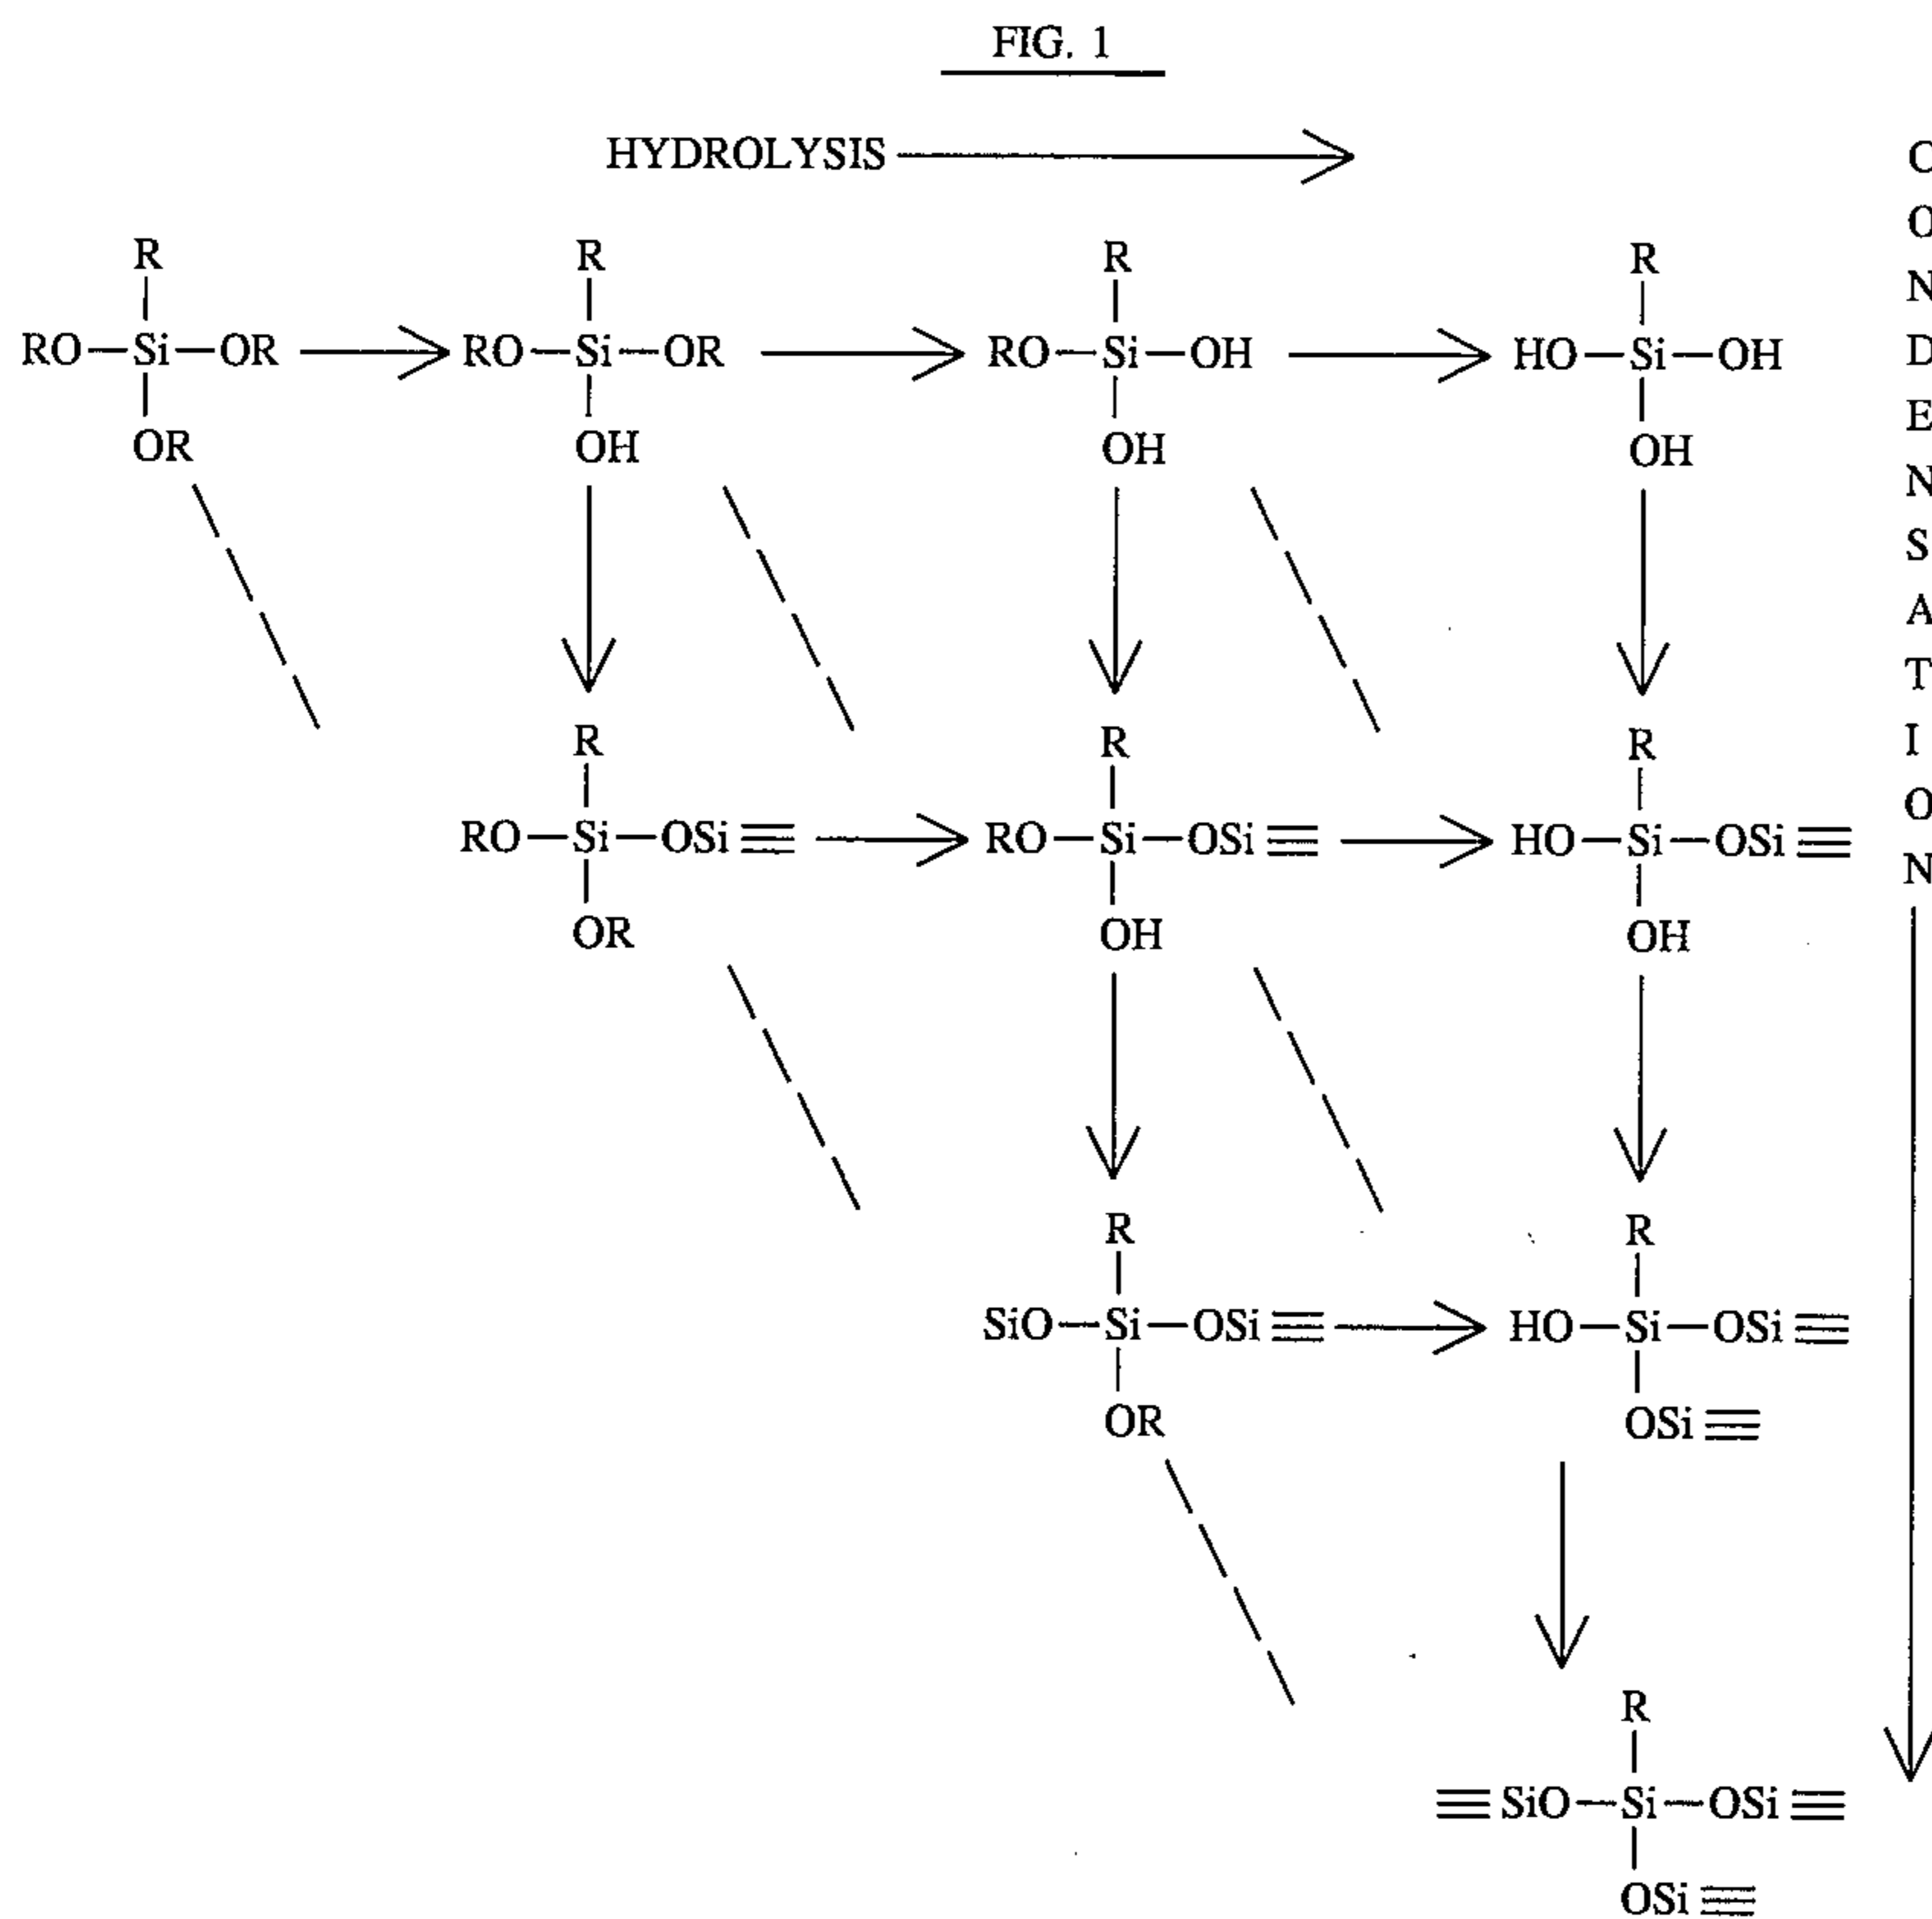 FIG. 1
HYDROLYSIS
CONDENSATION
R R R R
RO—Si—OR RO—Si—OR RO—Si—OH HO—Si—OH
OR OH OH OH
R R R
RO—Si—OSi≡ RO—Si—OSi≡ HO—Si—OSi≡
OR OH OH
R R
SiO—Si—OSi≡ HO—Si—OSi≡
OR OSi≡
R
≡SiO—Si—OSi≡
OSi≡